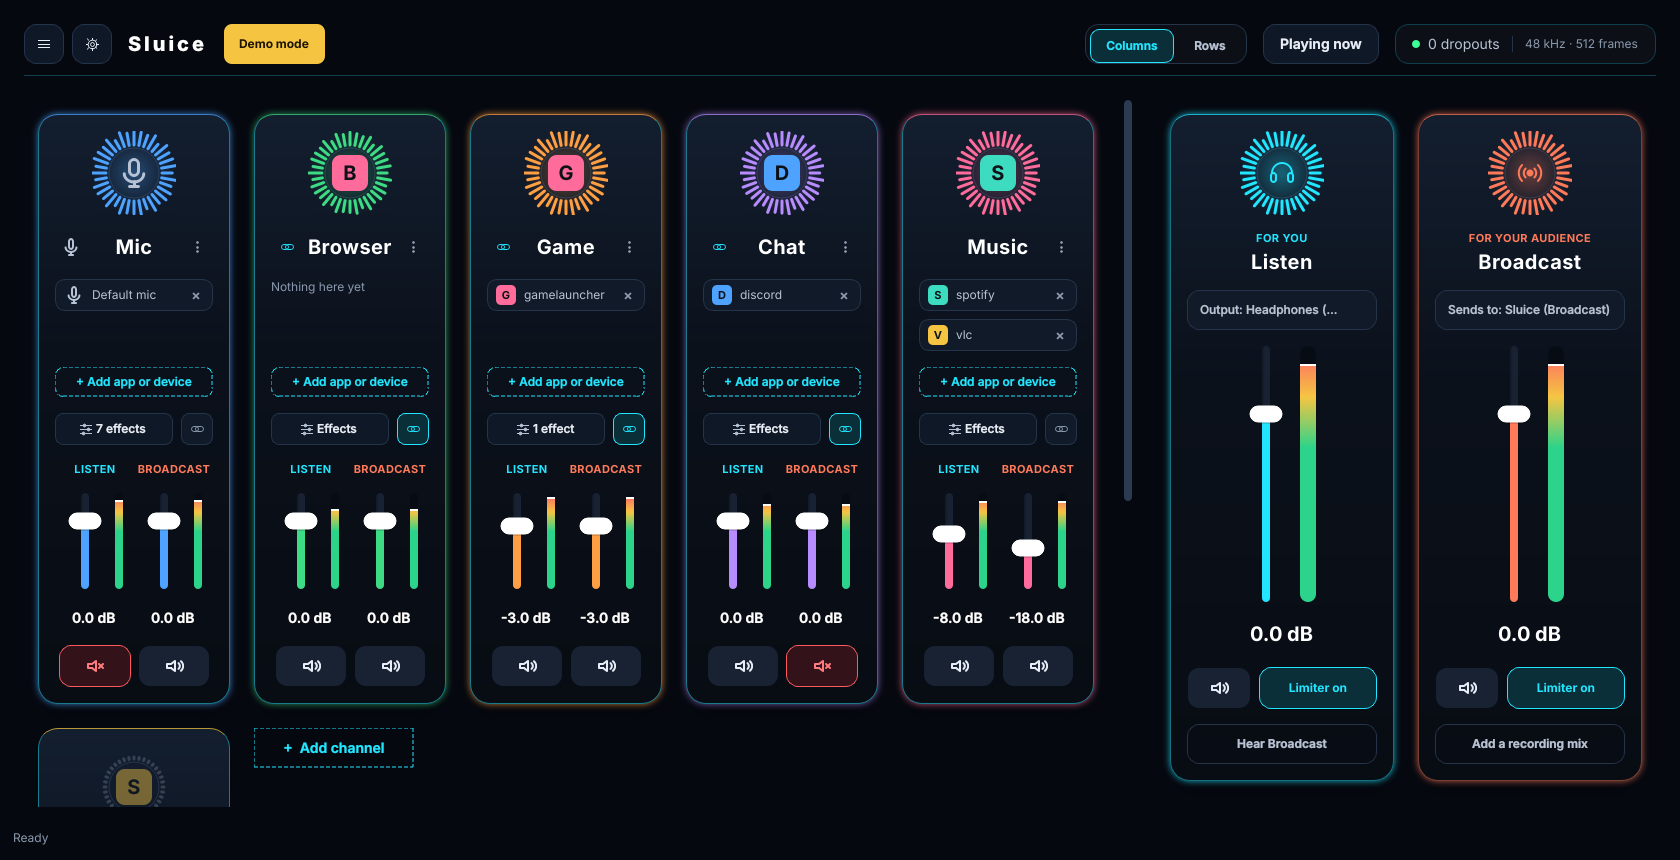 Sluice
Demo mode
Columns
Rows
Playing now
0 dropouts
48 kHz · 512 frames
Mic
Default mic
×
+ Add app or device
7 effects
LISTEN
BROADCAST
0.0 dB
0.0 dB
B
Browser
Nothing here yet
+ Add app or device
Effects
LISTEN
BROADCAST
0.0 dB
0.0 dB
G
Game
G
gamelauncher
×
+ Add app or device
1 effect
LISTEN
BROADCAST
-3.0 dB
-3.0 dB
D
Chat
D
discord
×
+ Add app or device
Effects
LISTEN
BROADCAST
0.0 dB
0.0 dB
S
Music
S
spotify
×
V
vlc
×
+ Add app or device
Effects
LISTEN
BROADCAST
-8.0 dB
-18.0 dB
S
+ Add channel
FOR YOU
Listen
Output: Headphones (...
0.0 dB
Limiter on
Hear Broadcast
FOR YOUR AUDIENCE
Broadcast
Sends to: Sluice (Broadcast)
0.0 dB
Limiter on
Add a recording mix
Ready